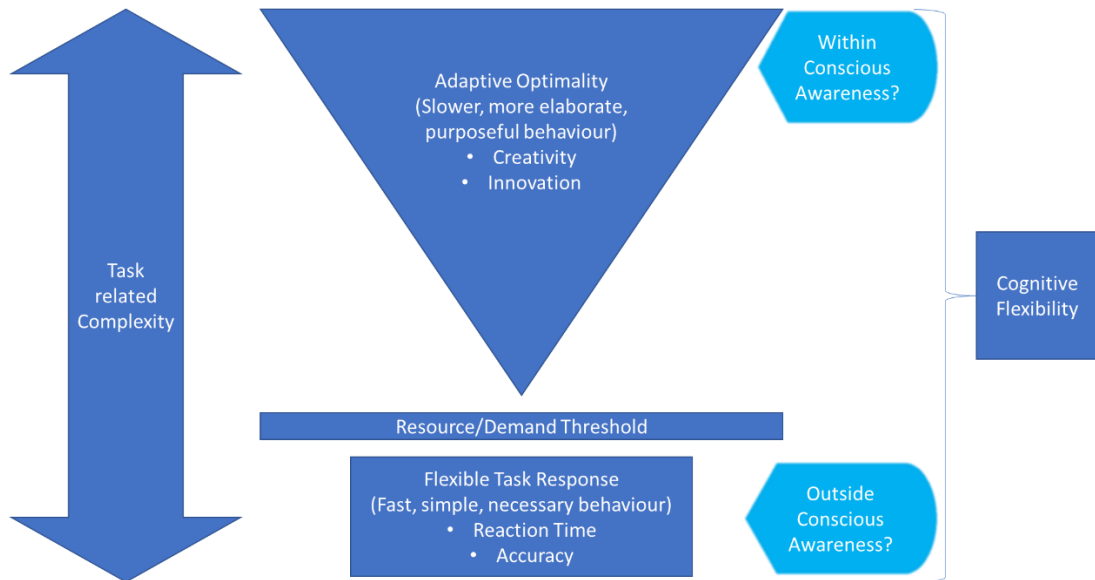 Task
related
Complexity
Adaptive Optimality
(Slower, more elaborate,
purposeful behaviour)
• Creativity
• Innovation
Within
Conscious
Awareness?
Cognitive
Flexibility
Resource/Demand Threshold
Flexible Task Response
(Fast, simple, necessary behaviour)
• Reaction Time
• Accuracy
Outside
Conscious
Awareness?